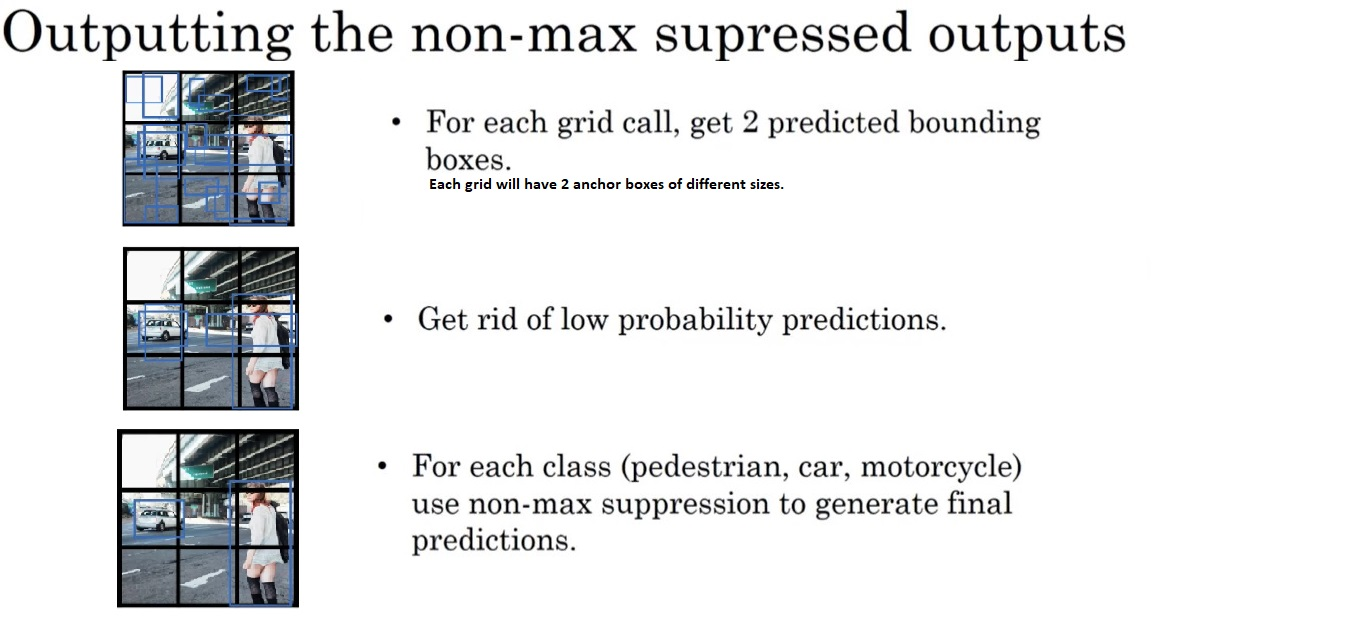 Outputting the non-max supressed outputs
• For each grid call, get 2 predicted bounding
boxes.
Each grid will have 2 anchor boxes of different sizes.
• Get rid of low probability predictions.
• For each class (pedestrian, car, motorcycle)
use non-max suppression to generate final
predictions.